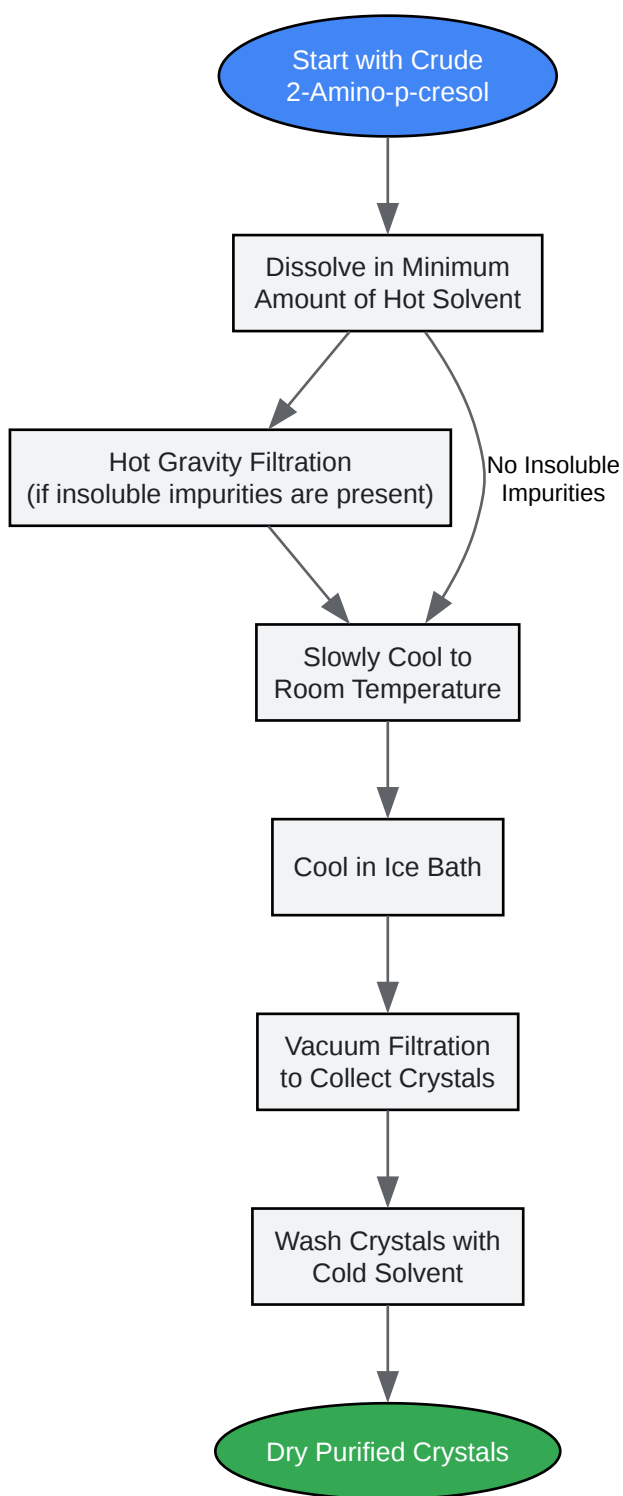 Start with Crude
2-Amino-p-cresol
Dissolve in Minimum
Amount of Hot Solvent
Hot Gravity Filtration
(if insoluble impurities are present)
No Insoluble
Impurities
Slowly Cool to
Room Temperature
Cool in Ice Bath
Vacuum Filtration
to Collect Crystals
Wash Crystals with
Cold Solvent
Dry Purified Crystals